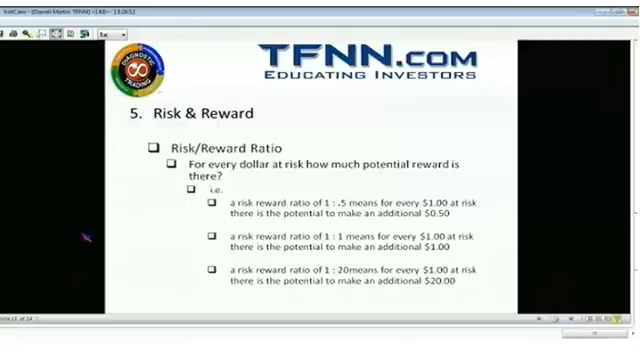 TFNN.COM
EDUCATING INVESTORS
DIAGNOSTIC
TRADING
5. Risk & Reward
Risk/Reward Ratio
For every dollar at risk how much potential reward is
there?
i.e.
a risk reward ratio of 1 : .5 means for every $1.00 at risk
there is the potential to make an additional $0.50
a risk reward ratio of 1 : 1 means for every $1.00 at risk
there is the potential to make an additional $1.00
a risk reward ratio of 1 : 20means for every $1.00 at risk
there is the potential to make an additional $20.00